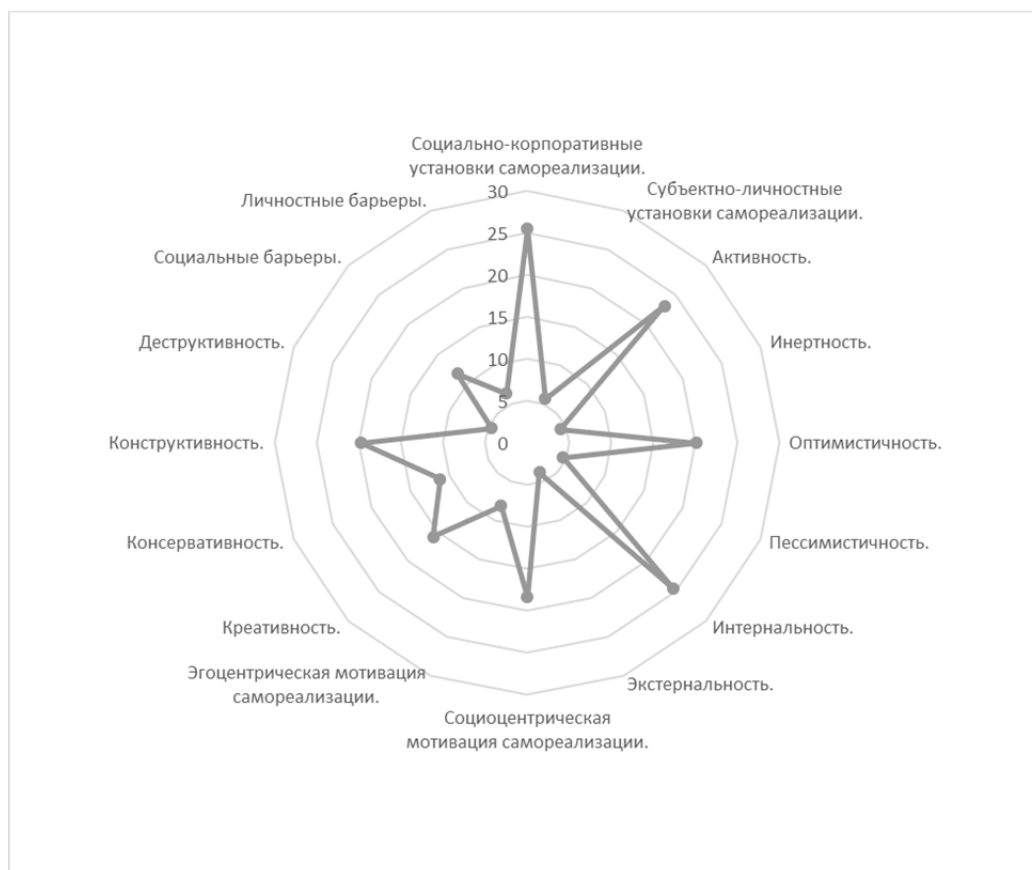 Социально-корпоративные
установки самореализации.
Субъектно-личностные
установки самореализации.
Активность.
Инертность.
Оптимистичность.
Пессимистичность.
Интернальность.
Экстернальность.
Социоцентрическая
мотивация самореализации.
Эгоцентрическая мотивация
самореализации.
Креативность.
Консервативность.
Конструктивность.
Деструктивность.
Социальные барьеры.
Личностные барьеры.
30
25
20
15
10
5
0